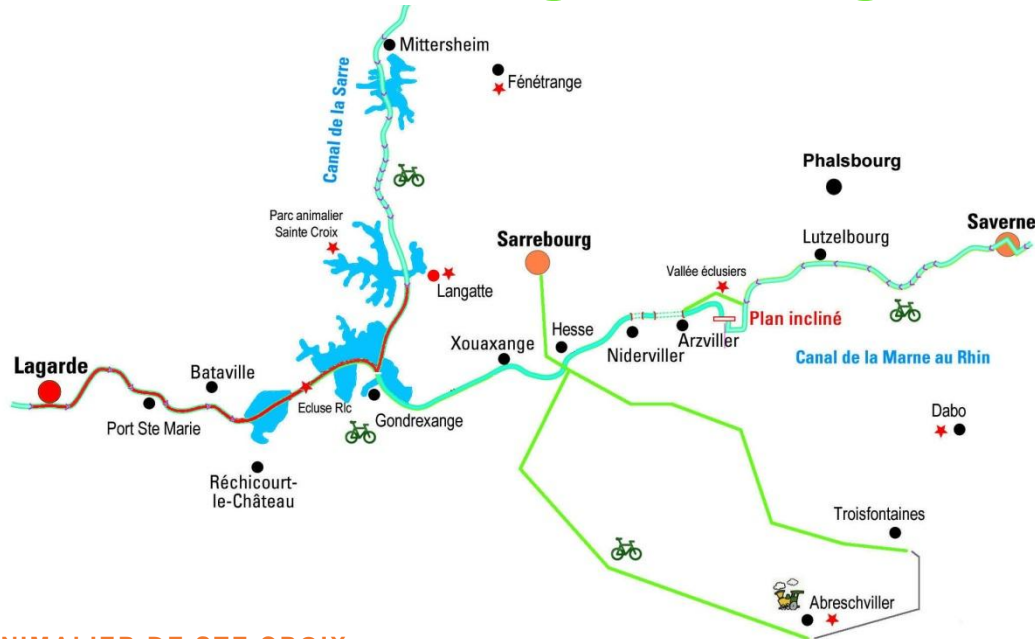 Mittersheim
Fénétrange
Canal de la Sarre
Phalsbourg
Parc animalier
Sainte Croix
Sarrebourg
Saverne
Lutzelbourg
Langatte
Vallée éclusiers
Plan incliné
Hesse
Xouaxange
Niderviller
Arzviller
Canal de la Marne au Rhin
Lagarde
Bataville
Ecluse RIc
Gondrexange
Port Ste Marie
Dabo
Réchicourt-
le-Château
Troisfontaines
Abreschviller